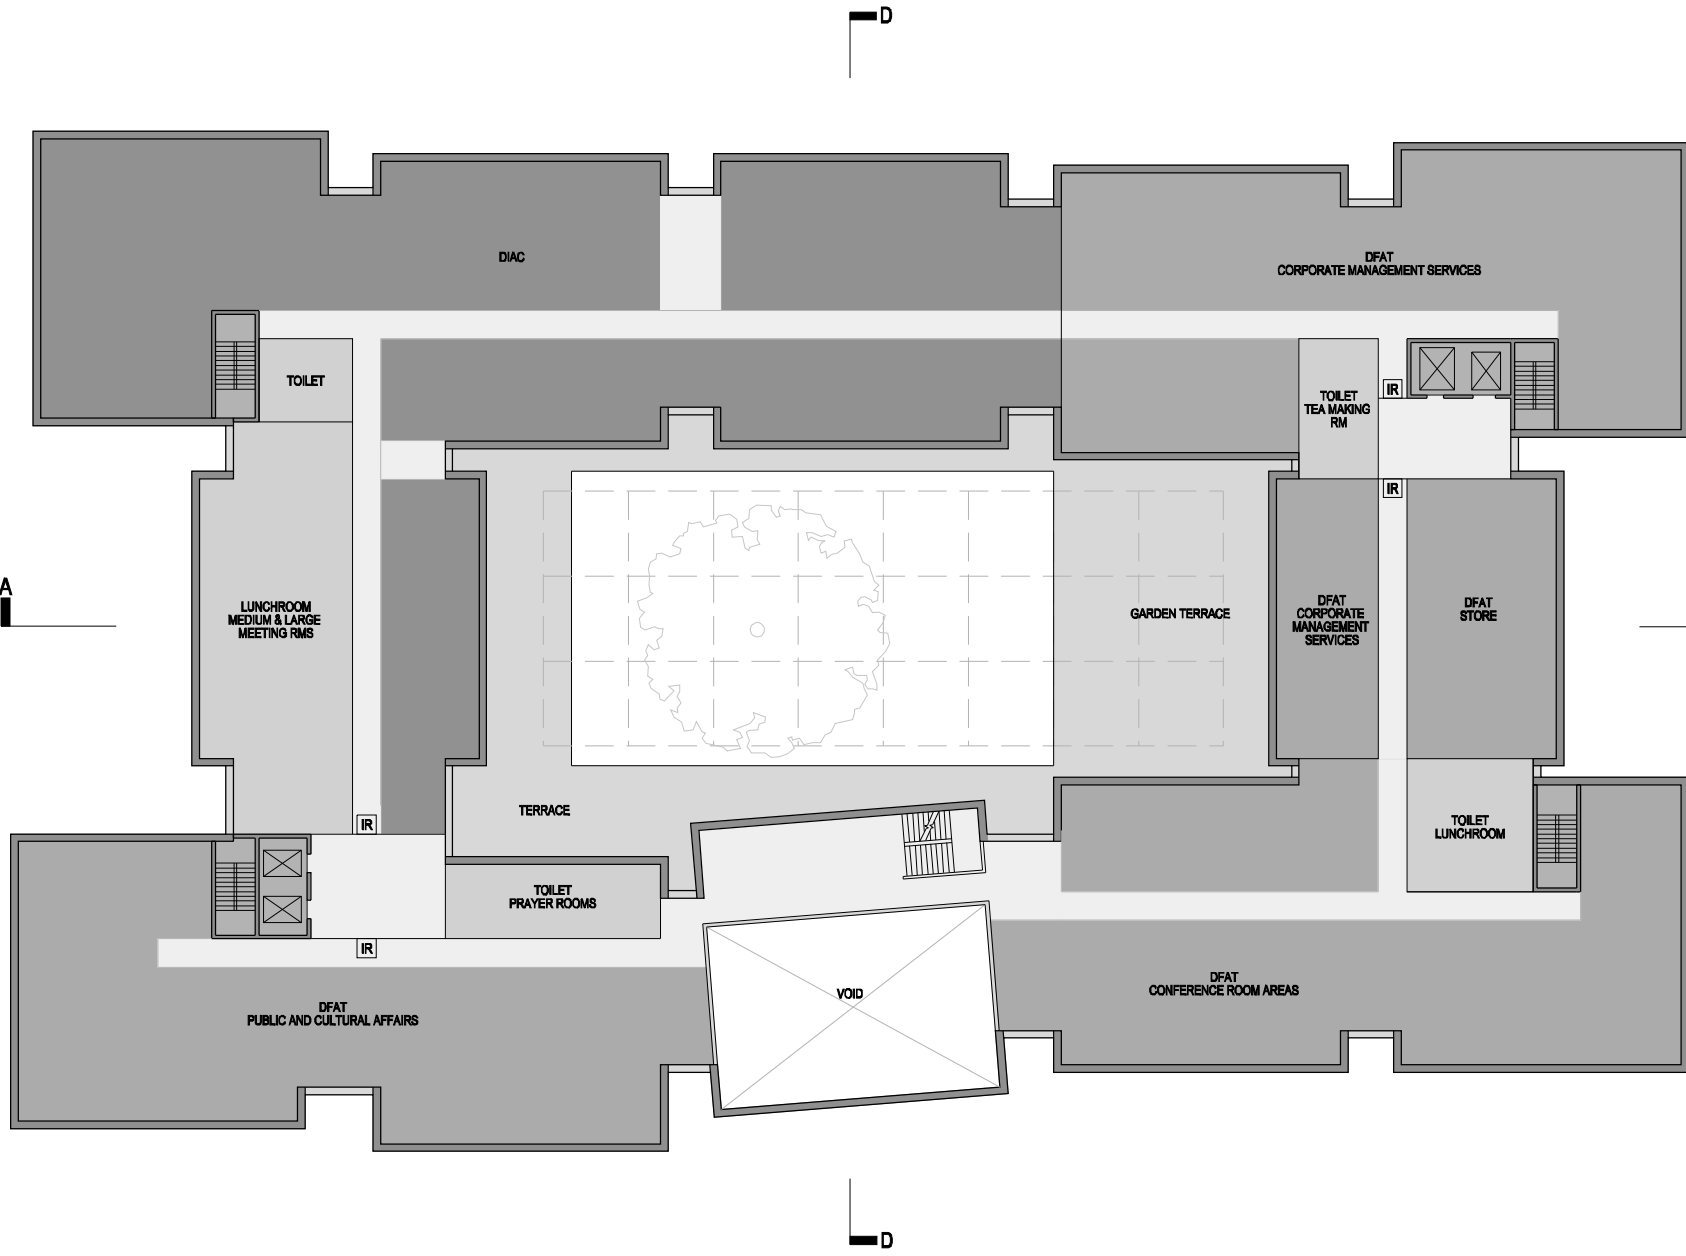 D
DIAC
DFAT
CORPORATE MANAGEMENT SERVICES
TOILET
TOILET
TEA MAKING
RM
IR
IR
A
LUNCHROOM
MEDIUM & LARGE
MEETING RMS
GARDEN TERRACE
DFAT
CORPORATE
MANAGEMENT
SERVICES
DFAT
STORE
TERRACE
IR
TOILET
LUNCHROOM
TOILET
PRAYER ROOMS
IR
VOID
DFAT
CONFERENCE ROOM AREAS
DFAT
PUBLIC AND CULTURAL AFFAIRS
D